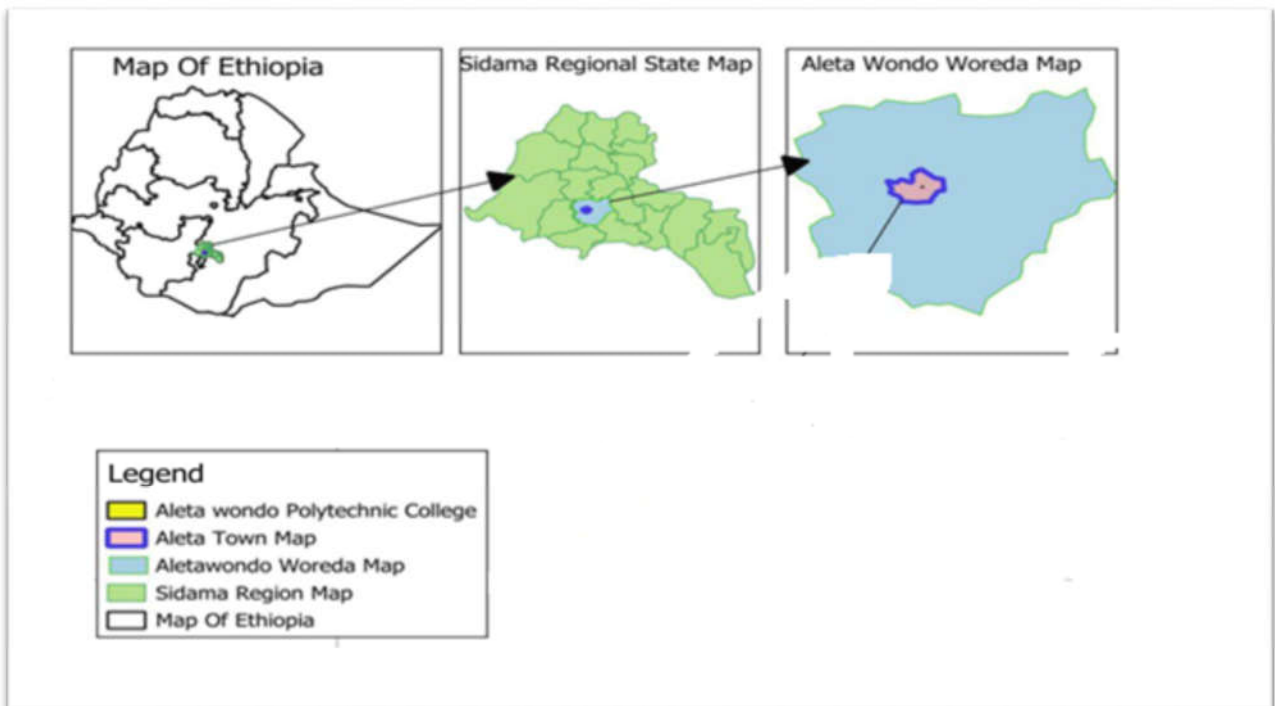 Map Of Ethiopia
Sidama Regional State Map
Aleta Wondo Woreda Map
Legend
Aleta wondo Polytechnic College
Aleta Town Map
Aletawondo Woreda Map
Sidama Region Map
Map Of Ethiopia